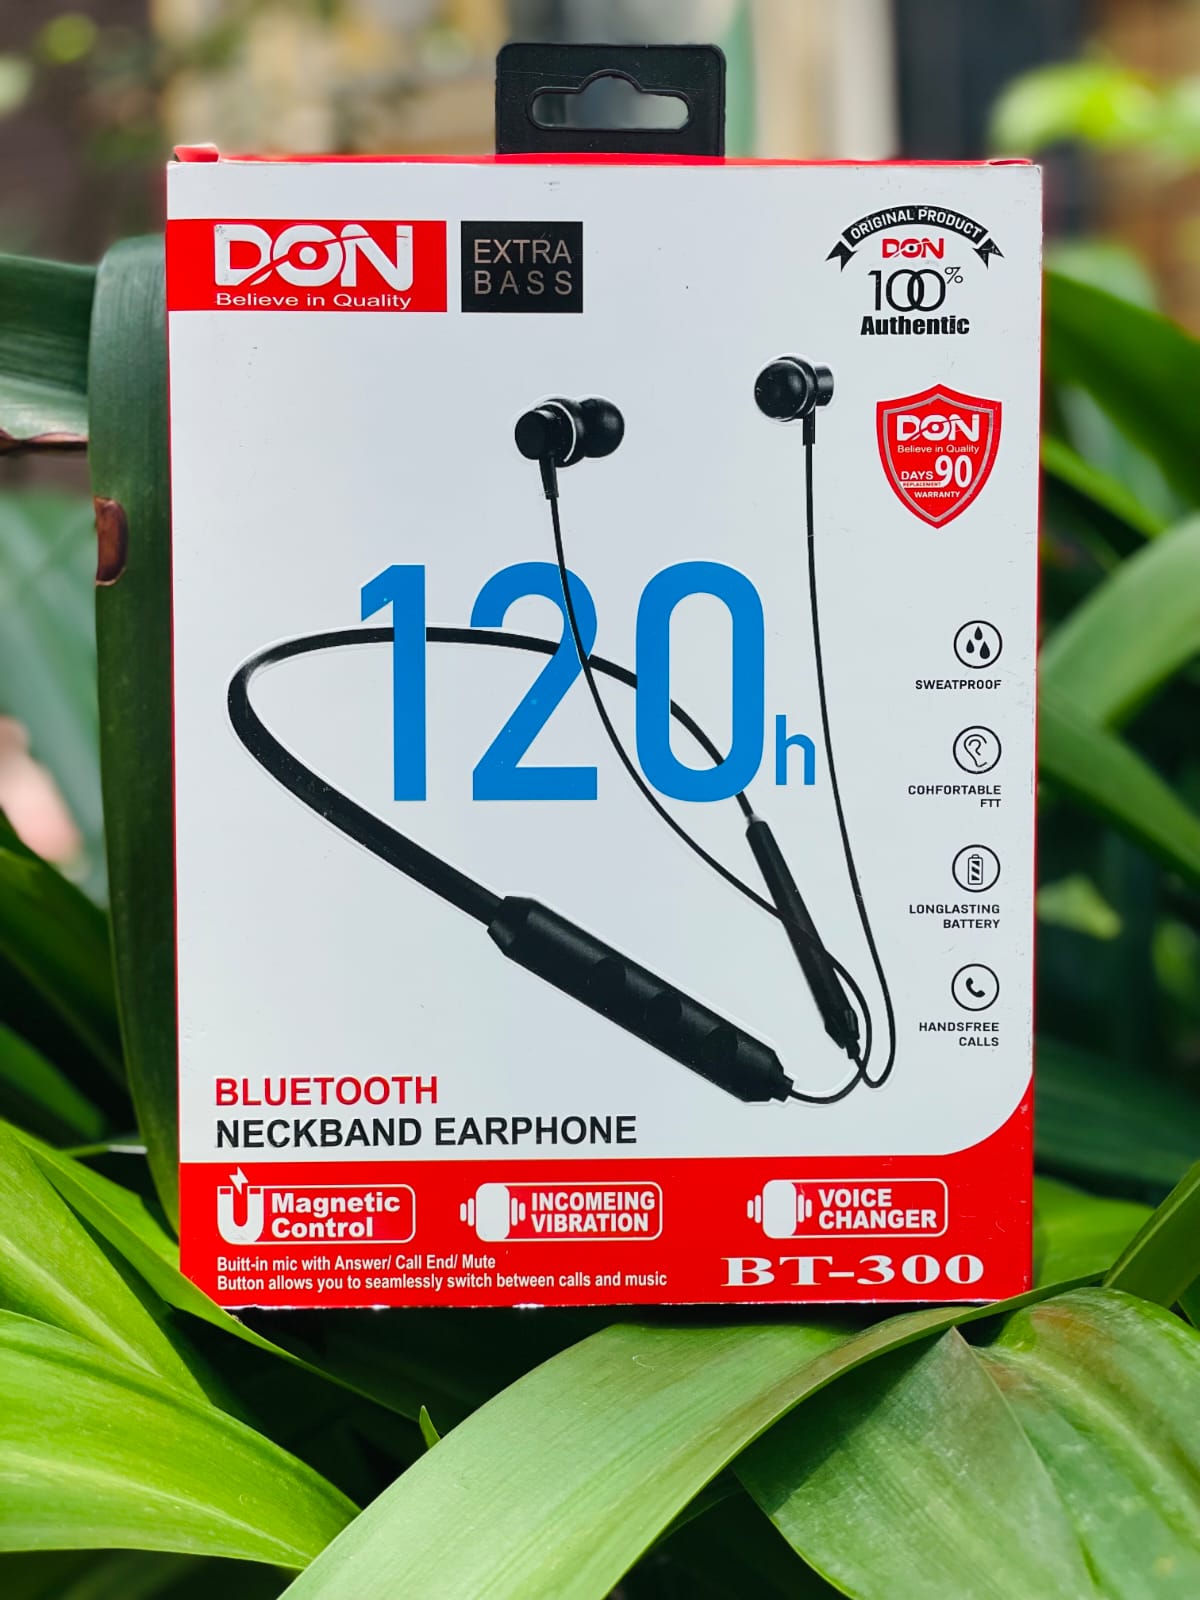 DON
Believe in Quality
EXTRA
BASS
ORIGINAL PRODUCT
DON
100%
Authentic
DON
Believe in Quality
DAYS 90
REPLACEMENT
WARRANTY
120h
SWEATPROOF
COHFORTABLE
FTT
LONGLASTING
BATTERY
HANDSFREE
CALLS
BLUETOOTH
NECKBAND EARPHONE
Magnetic
Control
INCOMEING
VIBRATION
VOICE
CHANGER
Buitt-in mic with Answer/ Call End/ Mute
Button allows you to seamlessly switch between calls and music
BT-300